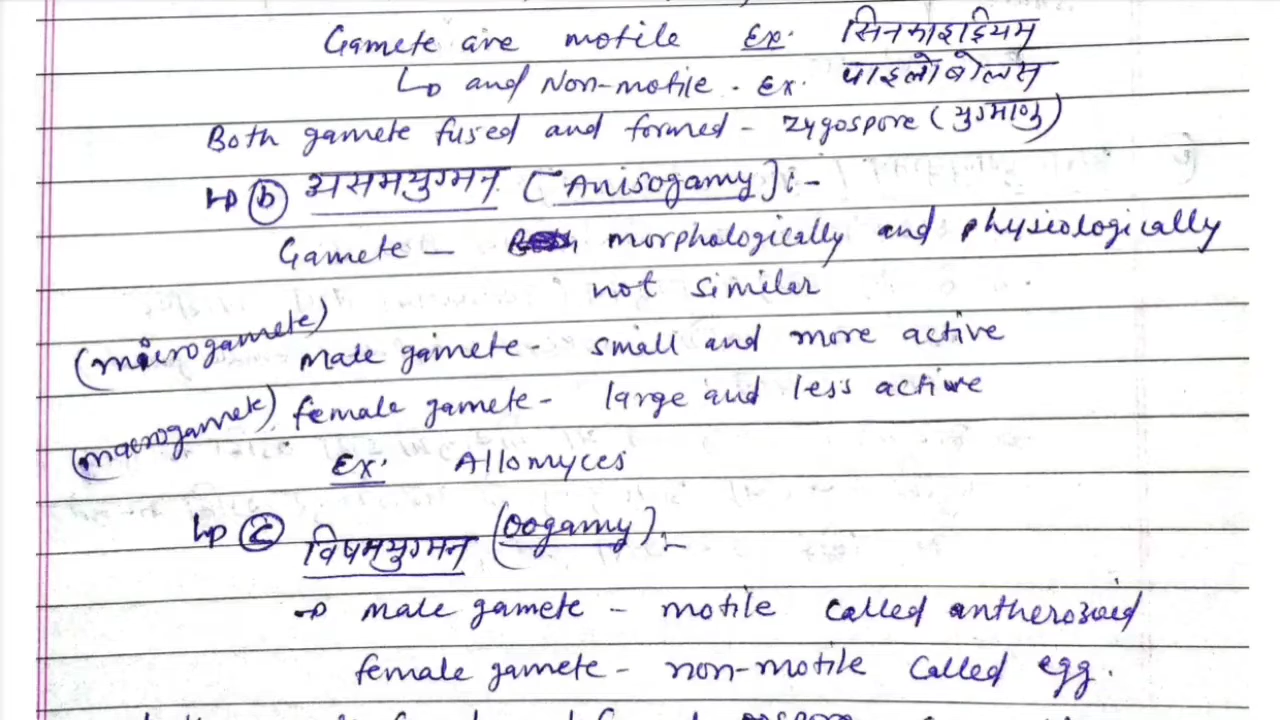 Gamete are motile Ex. सिनकाइट्रियम
↳ and Non-motile. Ex. पाइलोबोलस
Both gamete fused and formed - zygospore (युग्माणु)
↳ (b) असमयुग्मन [Anisogamy] :-
Gamete - morphologically and physiologically
not similar
(microgamete) male gamete - small and more active
(macrogamete) female gamete - large and less active
Ex. Allomyces
↳ (c) विषमयुग्मन (Oogamy) :-
→ male gamete - motile called antherozoid
female gamete - non-motile called egg.